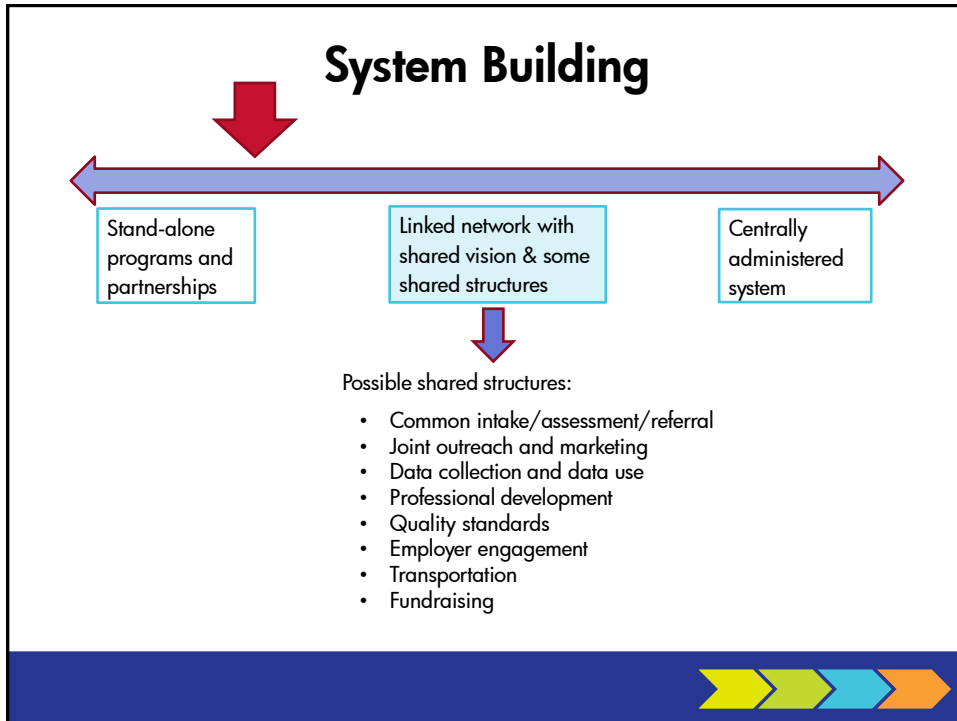 System Building
Stand-alone
programs and
partnerships
Linked network with
shared vision & some
shared structures
Centrally
administered
system
Possible shared structures:
• Common intake/assessment/referral
• Joint outreach and marketing
• Data collection and data use
• Professional development
• Quality standards
• Employer engagement
• Transportation
• Fundraising